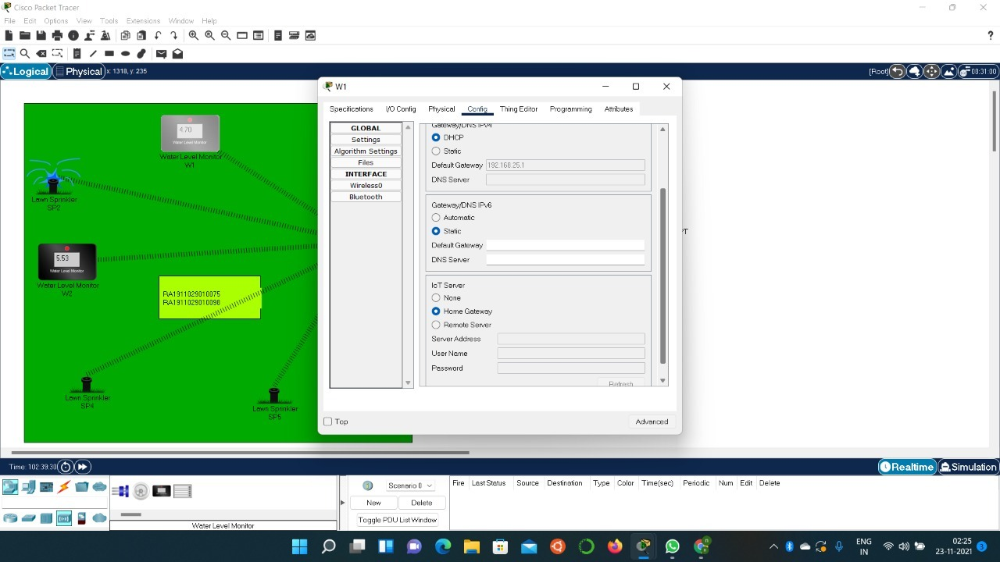 Cisco Packet Tracer
File Edit Options View Tools Extensions Window Help
?
Logical Physical x: 1318, y: 235
[Root] 08:31:00
W1
Specifications I/O Config Physical Config Thing Editor Programming Attributes
GLOBAL
Settings
Algorithm Settings
Files
INTERFACE
Wireless0
Bluetooth
Gateway/DNS IPv4
DHCP
Static
Default Gateway 192.168.25.1
DNS Server
Gateway/DNS IPv6
Automatic
Static
Default Gateway
DNS Server
IoT Server
None
Home Gateway
Remote Server
Server Address
User Name
Password
Refresh
Top
Advanced
4.70
Water Level Monitor
Water Level Monitor
W1
Lawn Sprinkler
SP2
5.53
Water Level Monitor
Water Level Monitor
W2
RA1911029010075
RA1911029010098
Lawn Sprinkler
SP4
Lawn Sprinkler
SP5
Time: 102:39:30
Realtime Simulation
Scenario 0
New Delete
Toggle PDU List Window
Fire Last Status Source Destination Type Color Time(sec) Periodic Num Edit Delete
Water Level Monitor
ENG
IN
02:25
23-11-2021
3